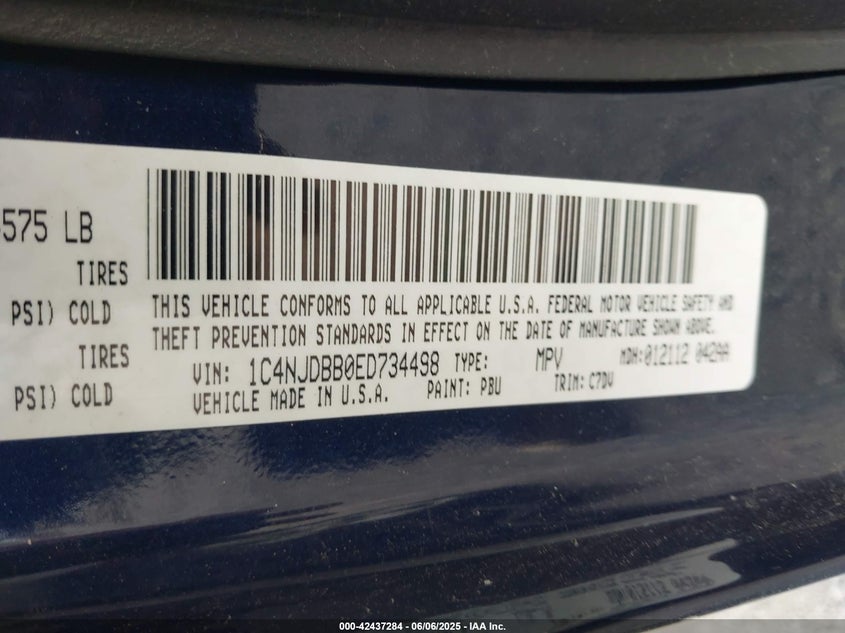 575 LB
TIRES
PSI) COLD
TIRES
PSI) COLD
THIS VEHICLE CONFORMS TO ALL APPLICABLE U.S.A. FEDERAL MOTOR VEHICLE SAFETY AND
THEFT PREVENTION STANDARDS IN EFFECT ON THE DATE OF MANUFACTURE SHOWN ABOVE.
VIN: 1C4NJDBB0ED734498 TYPE: MPV MDH:012112 042AA
VEHICLE MADE IN U.S.A. PAINT: PBU TRIM: C7DV
000-42437284 - 06/06/2025 - IAA Inc.